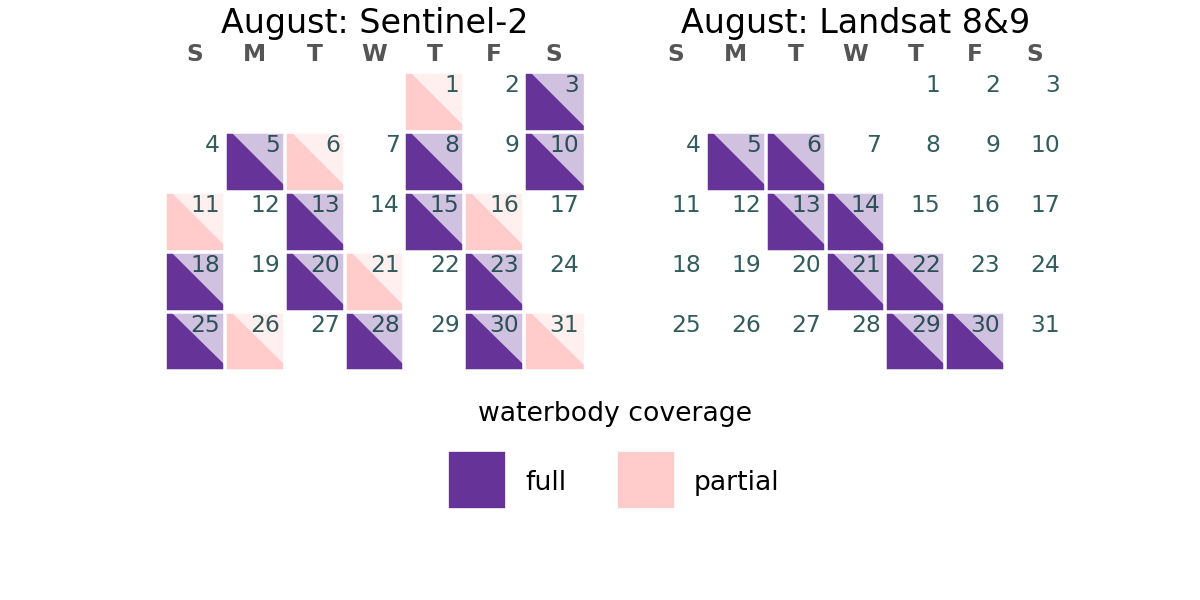 August: Sentinel-2
S M T W T F S
1 2 3
4 5 6 7 8 9 10
11 12 13 14 15 16 17
18 19 20 21 22 23 24
25 26 27 28 29 30 31
August: Landsat 8&9
S M T W T F S
1 2 3
4 5 6 7 8 9 10
11 12 13 14 15 16 17
18 19 20 21 22 23 24
25 26 27 28 29 30 31
waterbody coverage
full partial